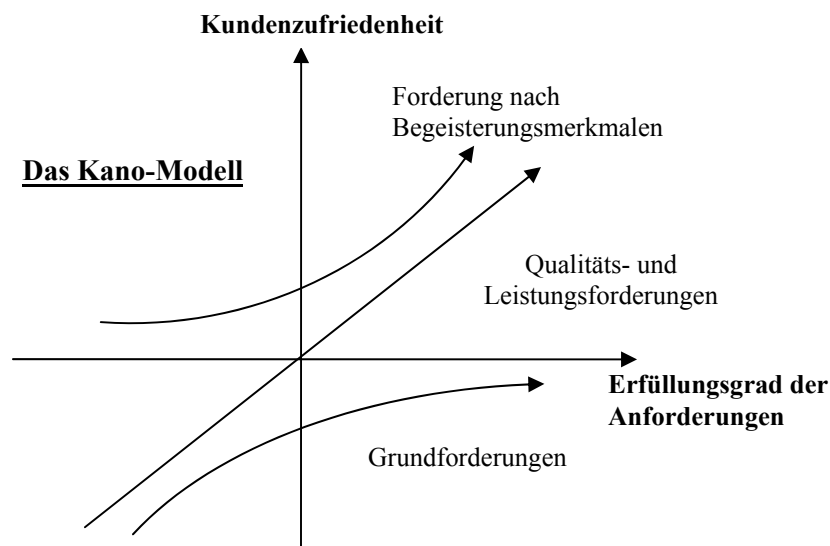 Kundenzufriedenheit
Forderung nach
Begeisterungsmerkmalen
Das Kano-Modell
Qualitäts- und
Leistungsforderungen
Erfüllungsgrad der
Anforderungen
Grundforderungen